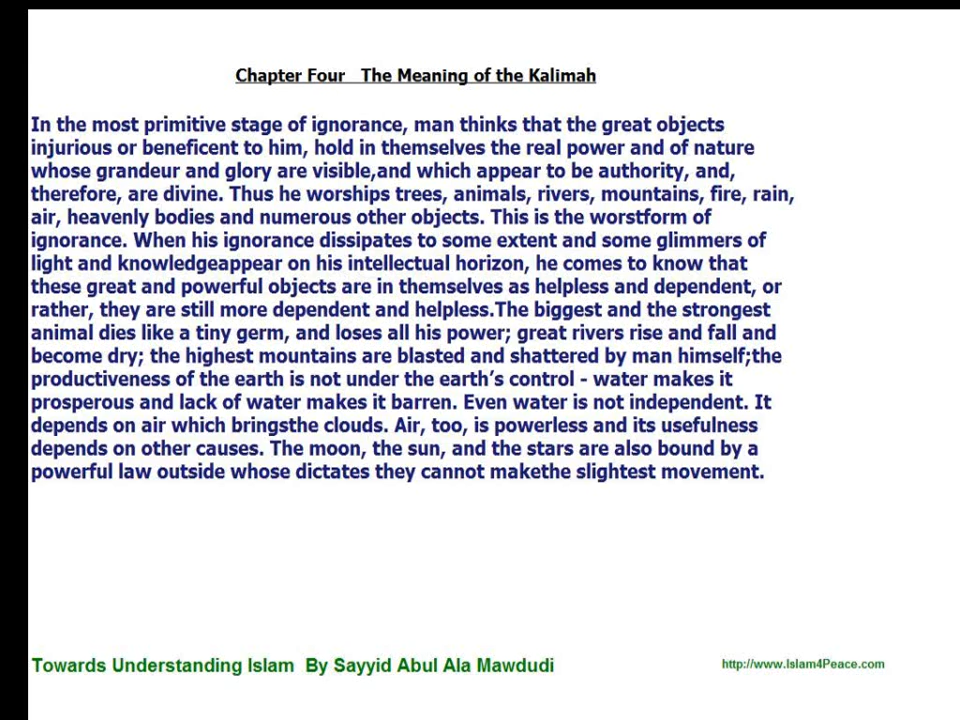 Chapter Four   The Meaning of the Kalimah
In the most primitive stage of ignorance, man thinks that the great objects
injurious or beneficent to him, hold in themselves the real power and of nature
whose grandeur and glory are visible,and which appear to be authority, and,
therefore, are divine. Thus he worships trees, animals, rivers, mountains, fire, rain,
air, heavenly bodies and numerous other objects. This is the worstform of
ignorance. When his ignorance dissipates to some extent and some glimmers of
light and knowledgeappear on his intellectual horizon, he comes to know that
these great and powerful objects are in themselves as helpless and dependent, or
rather, they are still more dependent and helpless.The biggest and the strongest
animal dies like a tiny germ, and loses all his power; great rivers rise and fall and
become dry; the highest mountains are blasted and shattered by man himself;the
productiveness of the earth is not under the earth’s control - water makes it
prosperous and lack of water makes it barren. Even water is not independent. It
depends on air which bringsthe clouds. Air, too, is powerless and its usefulness
depends on other causes. The moon, the sun, and the stars are also bound by a
powerful law outside whose dictates they cannot makethe slightest movement.
Towards Understanding Islam  By Sayyid Abul Ala Mawdudi
http://www.Islam4Peace.com